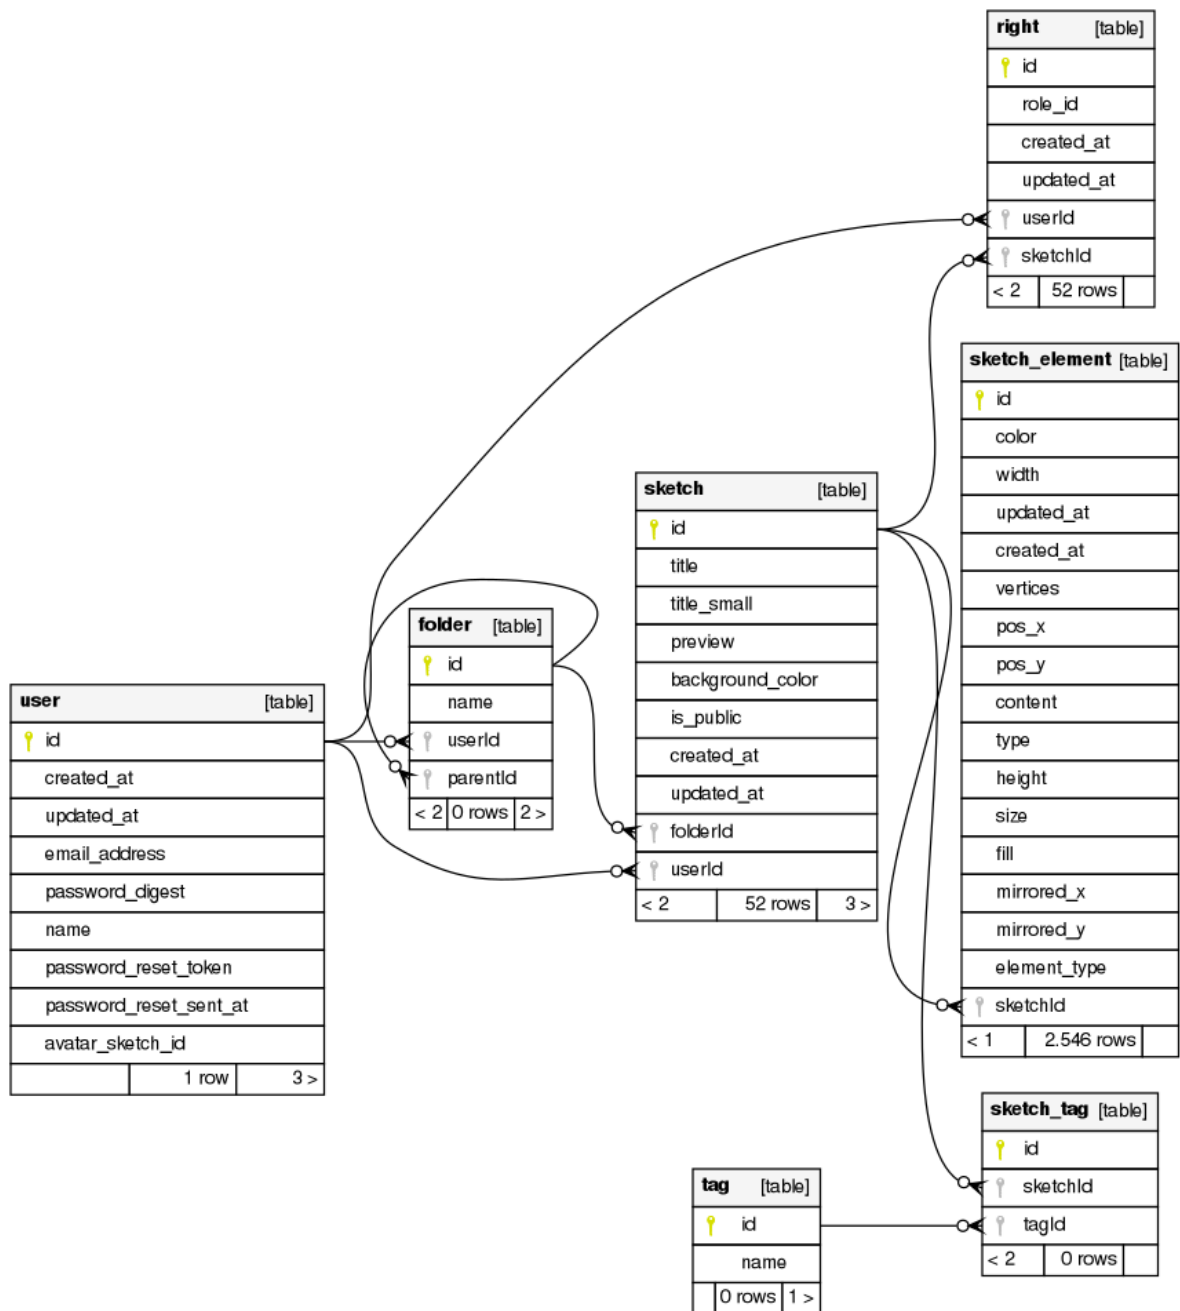 right [table]
id
role_id
created_at
updated_at
userId
sketchId
< 2 52 rows
sketch_element [table]
id
color
width
updated_at
created_at
vertices
pos_x
pos_y
content
type
height
size
fill
mirrored_x
mirrored_y
element_type
sketchId
< 1 2.546 rows
sketch [table]
id
title
title_small
preview
background_color
is_public
created_at
updated_at
folderId
userId
< 2 52 rows 3 >
folder [table]
id
name
userId
parentId
< 2 0 rows 2 >
user [table]
id
created_at
updated_at
email_address
password_digest
name
password_reset_token
password_reset_sent_at
avatar_sketch_id
1 row 3 >
sketch_tag [table]
id
sketchId
tagId
< 2 0 rows
tag [table]
id
name
0 rows 1 >